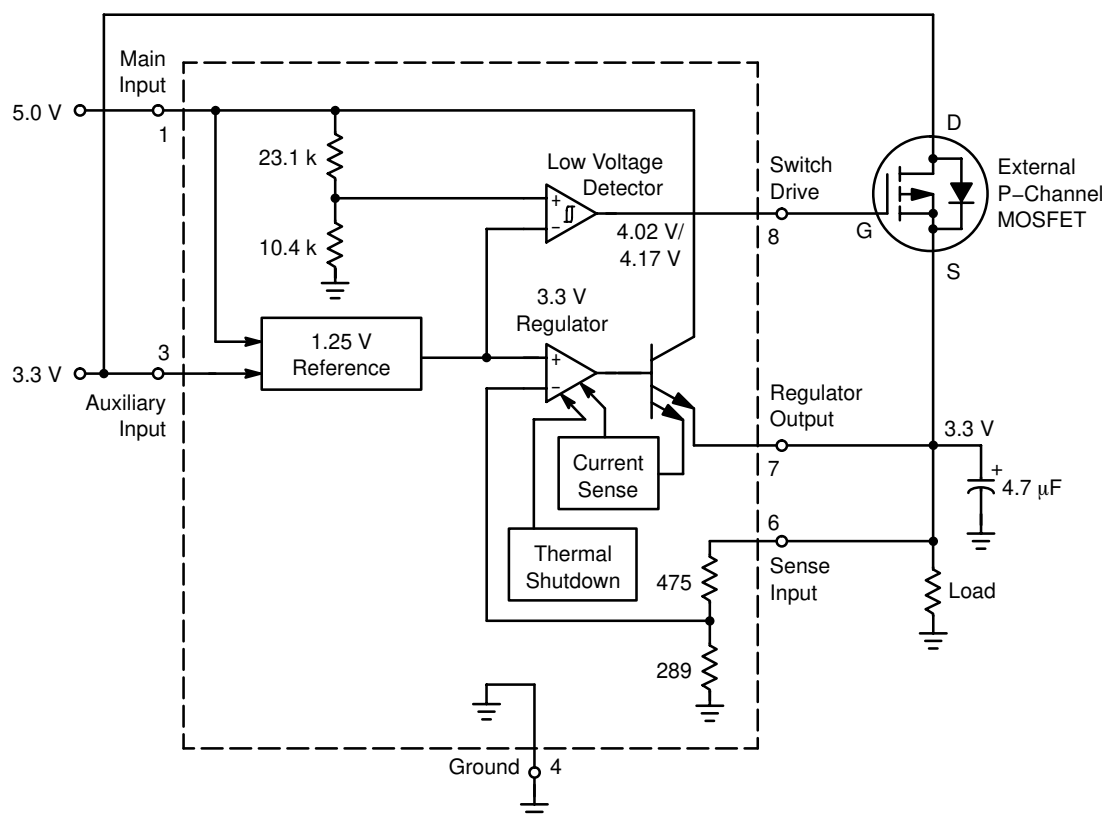 Main
Input
5.0 V
1
23.1 k
10.4 k
Low Voltage
Detector
+
−
4.02 V/
4.17 V
Switch
Drive
8
D
G
S
External
P−Channel
MOSFET
3.3 V
Regulator
1.25 V
Reference
+
−
3.3 V
3
Auxiliary
Input
Current
Sense
Thermal
Shutdown
Regulator
Output
7
3.3 V
+
4.7 µF
6
Sense
Input
475
289
Load
Ground
4